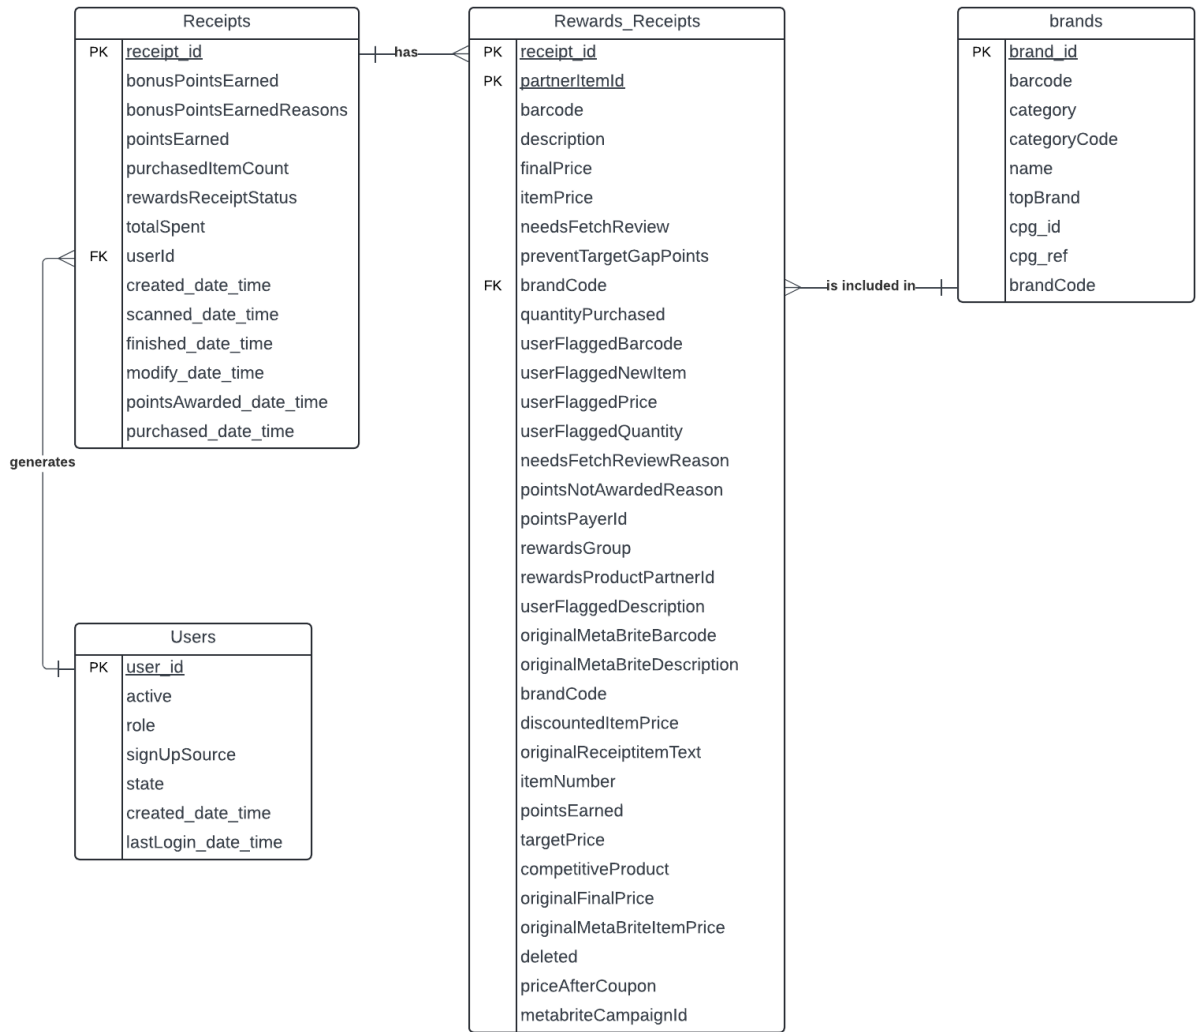 Receipts
PK receipt_id
bonusPointsEarned
bonusPointsEarnedReasons
pointsEarned
purchasedItemCount
rewardsReceiptStatus
totalSpent
FK userId
created_date_time
scanned_date_time
finished_date_time
modify_date_time
pointsAwarded_date_time
purchased_date_time
has
Rewards_Receipts
PK receipt_id
PK partnerItemId
barcode
description
finalPrice
itemPrice
needsFetchReview
preventTargetGapPoints
FK brandCode
quantityPurchased
userFlaggedBarcode
userFlaggedNewItem
userFlaggedPrice
userFlaggedQuantity
needsFetchReviewReason
pointsNotAwardedReason
pointsPayerId
rewardsGroup
rewardsProductPartnerId
userFlaggedDescription
originalMetaBriteBarcode
originalMetaBriteDescription
brandCode
discountedItemPrice
originalReceiptitemText
itemNumber
pointsEarned
targetPrice
competitiveProduct
originalFinalPrice
originalMetaBriteItemPrice
deleted
priceAfterCoupon
metabriteCampaignId
is included in
brands
PK brand_id
barcode
category
categoryCode
name
topBrand
cpg_id
cpg_ref
brandCode
generates
Users
PK user_id
active
role
signUpSource
state
created_date_time
lastLogin_date_time